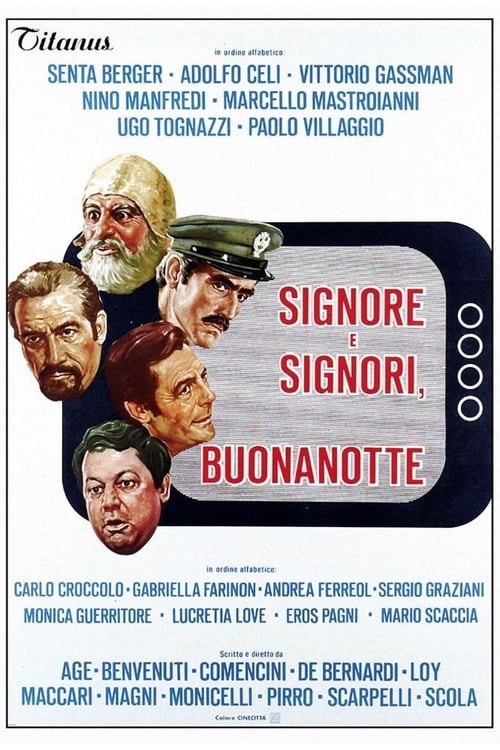 Titanus
in ordine alfabetico:
SENTA BERGER · ADOLFO CELI · VITTORIO GASSMAN
NINO MANFREDI · MARCELLO MASTROIANNI
UGO TOGNAZZI · PAOLO VILLAGGIO
SIGNORE
E
SIGNORI,
BUONANOTTE
in ordine alfabetico:
CARLO CROCCOLO · GABRIELLA FARINON · ANDREA FERREOL · SERGIO GRAZIANI
MONICA GUERRITORE · LUCRETIA LOVE · EROS PAGNI · MARIO SCACCIA
Scritto e diretto da
AGE · BENVENUTI · COMENCINI · DE BERNARDI · LOY
MACCARI · MAGNI · MONICELLI · PIRRO · SCARPELLI · SCOLA
Colore CINECITTÀ